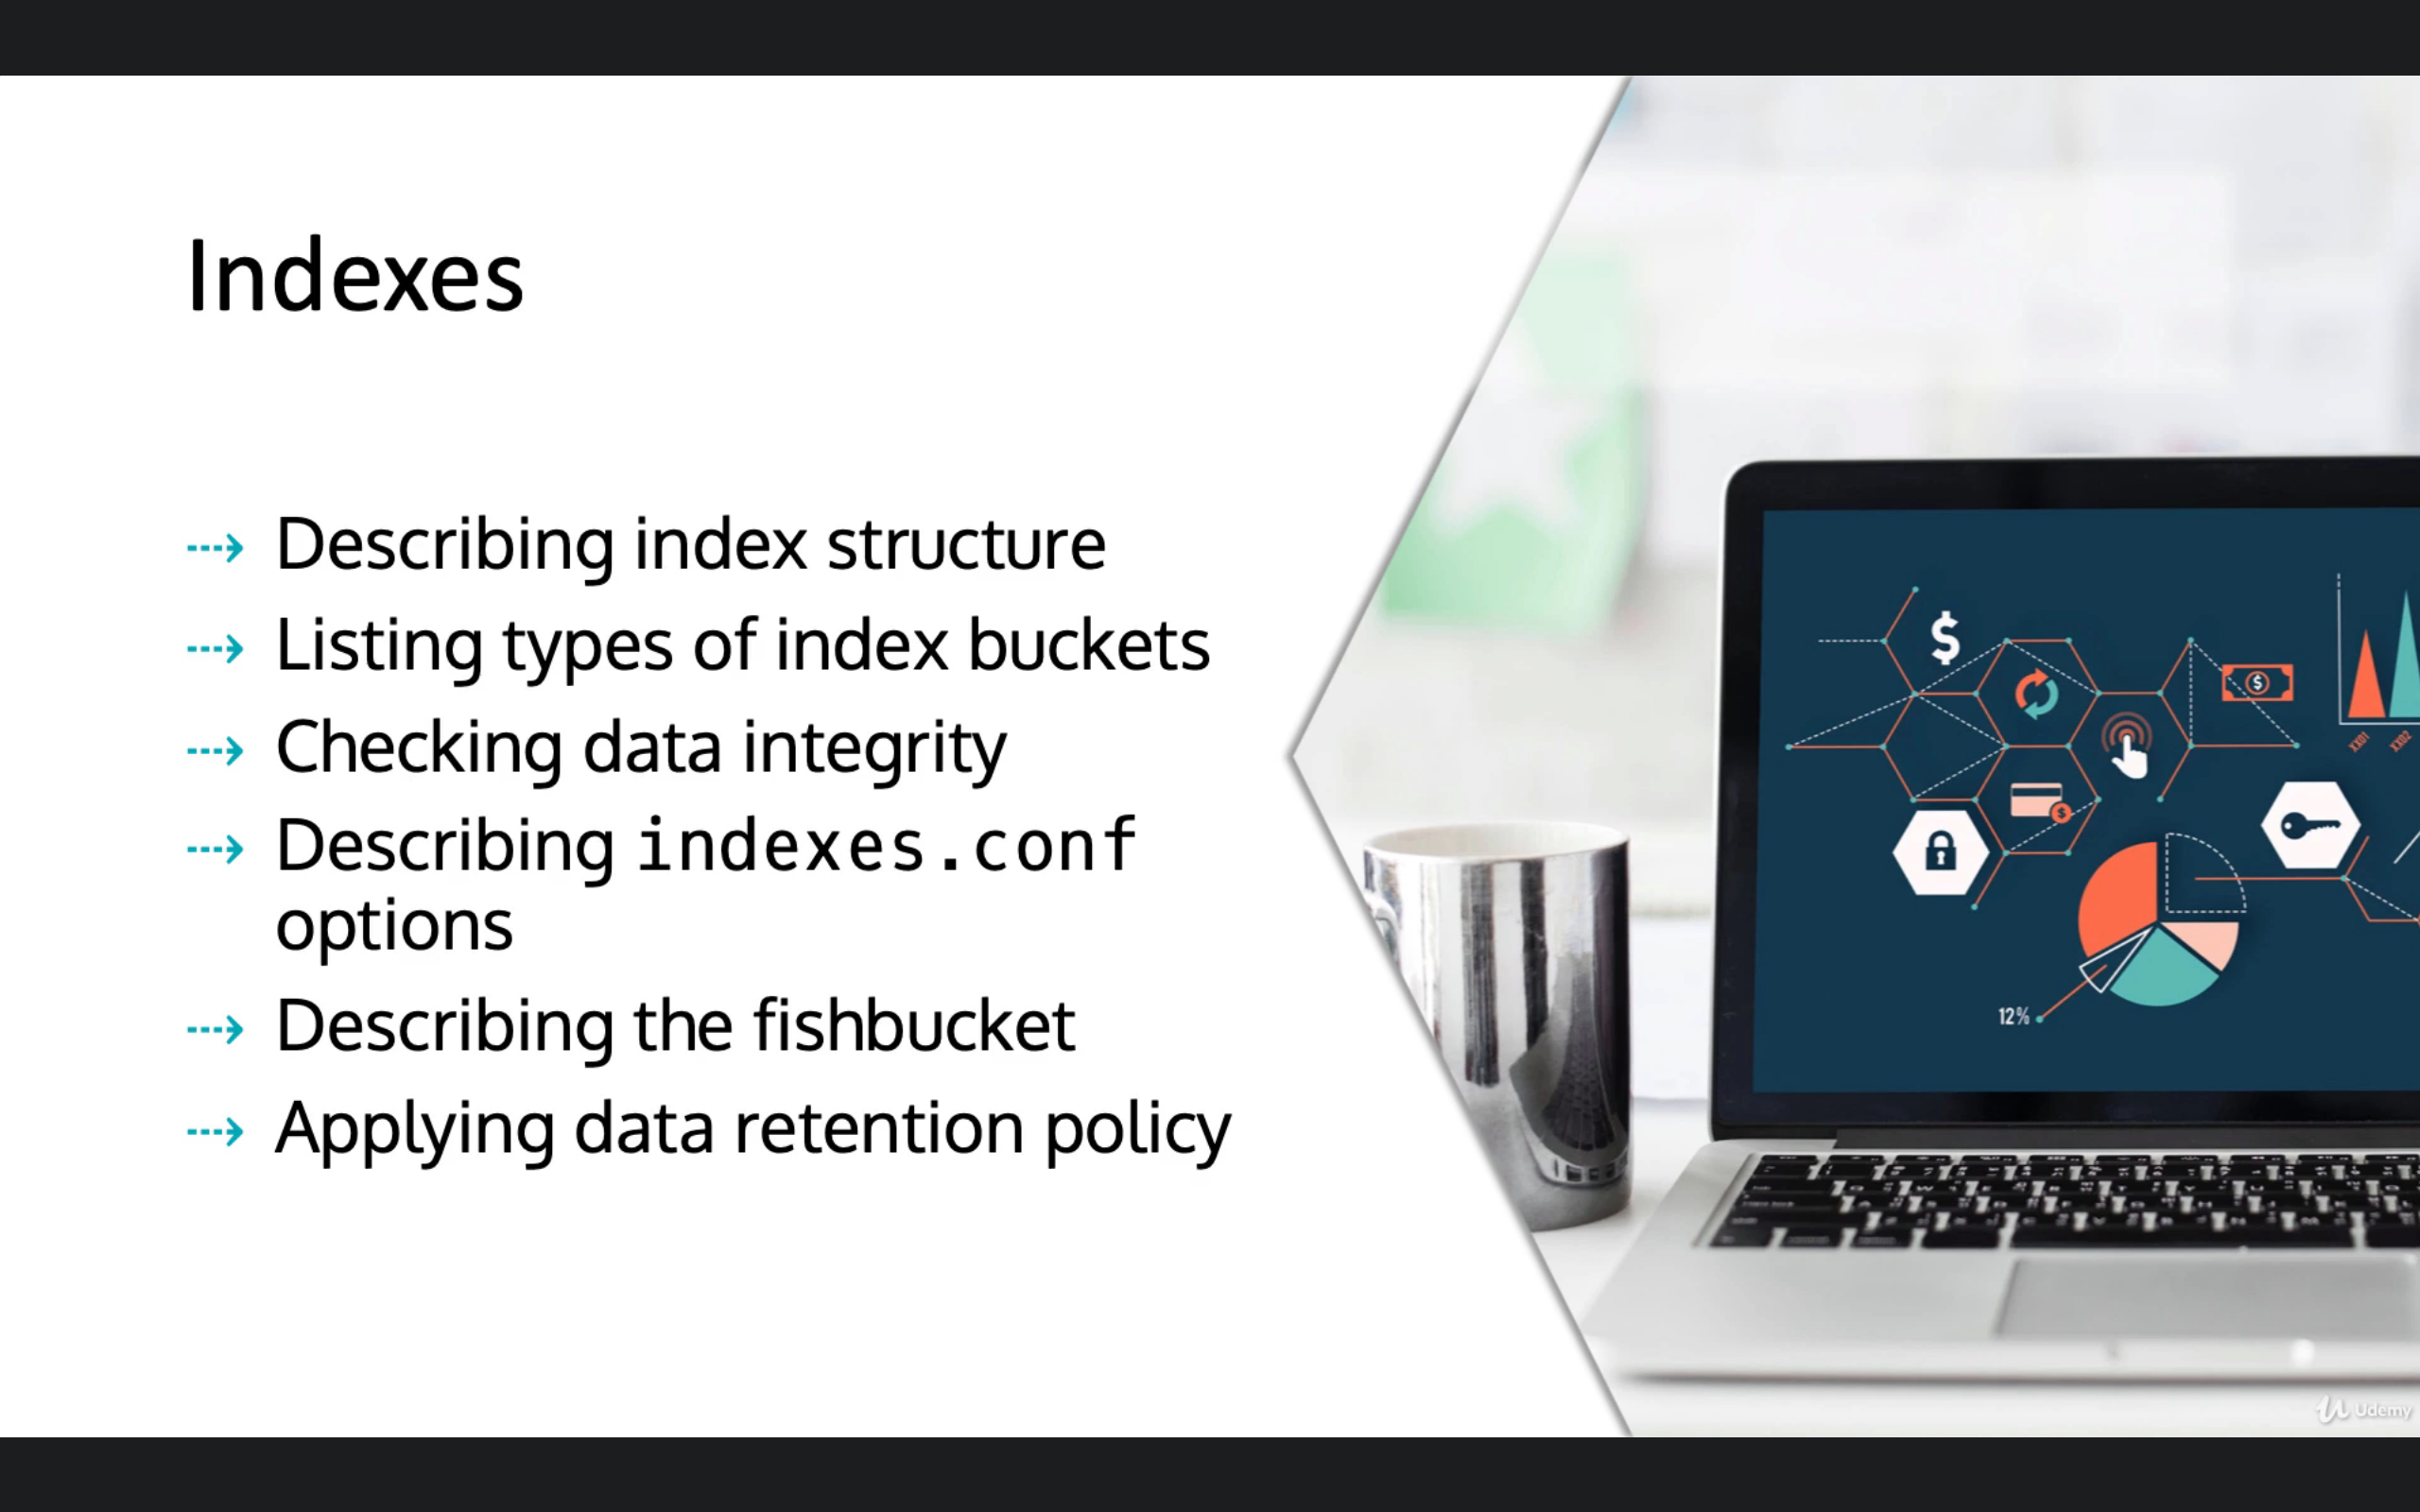 Indexes
Describing index structure
Listing types of index buckets
Checking data integrity
Describing indexes.conf
options
Describing the fishbucket
Applying data retention policy
$
$
$
XX01
XX02
12%
Udemy